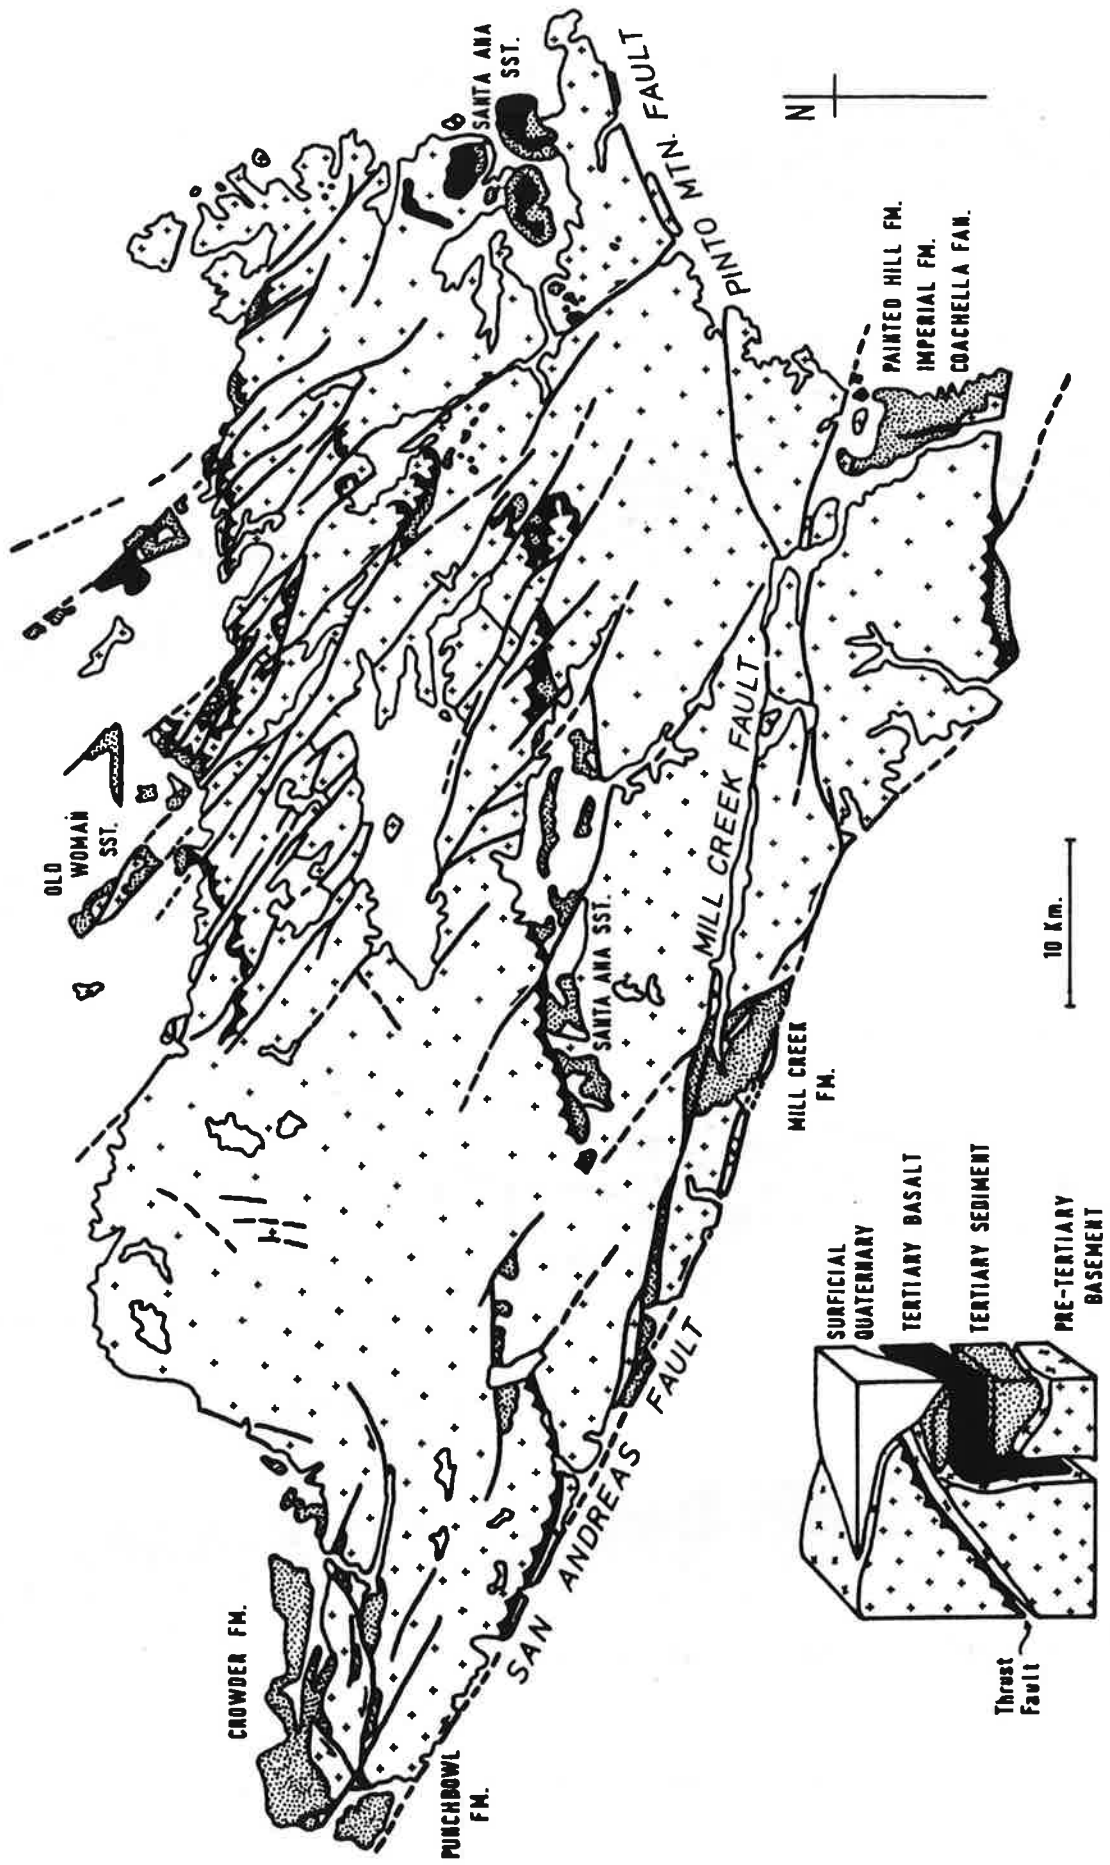 SANTA ANA
SST.
PINTO MTN. FAULT
N
OLD
WOMAN
SST.
PAINTED HILL FM.
IMPERIAL FM.
COACHELLA FAN.
SANTA ANA SST.
MILL CREEK FAULT
MILL CREEK
FM.
10 Km.
CROWDER FM.
PUNCHBOWL
FM.
SAN ANDREAS FAULT
SURFICIAL
QUATERNARY
TERTIARY BASALT
TERTIARY SEDIMENT
PRE-TERTIARY
BASEMENT
Thrust
Fault